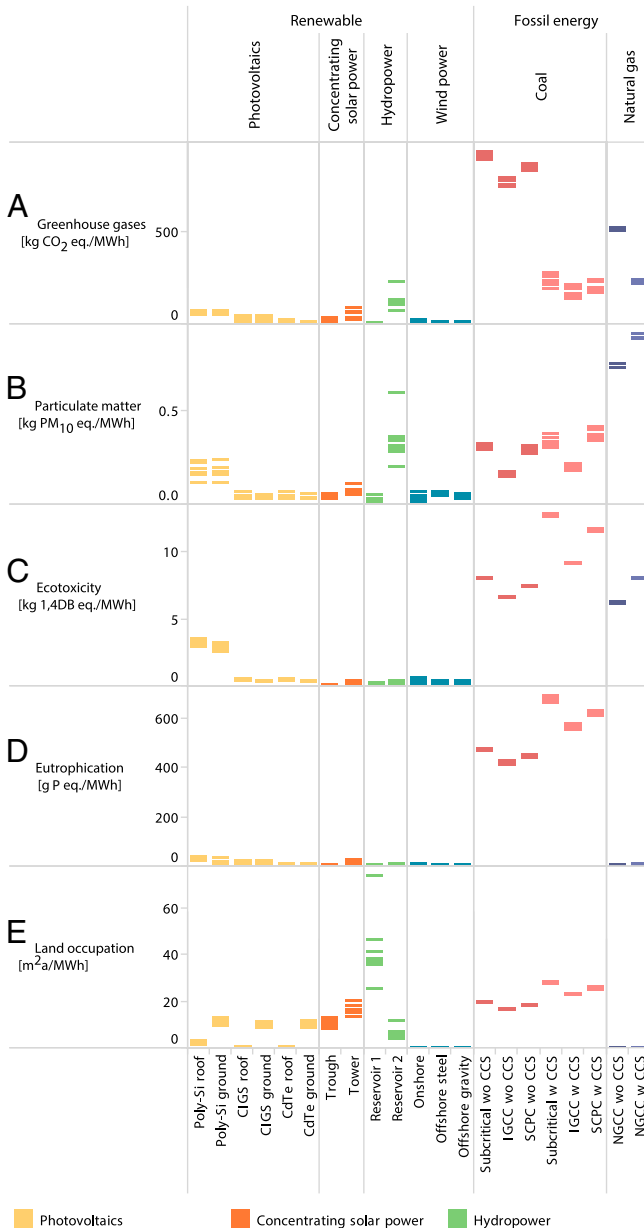 Renewable
Fossil energy
Photovoltaics
Concentrating
solar power
Hydropower
Wind power
Coal
Natural gas
A
Greenhouse gases
[kg CO2 eq./MWh]
500
0
B
Particulate matter
[kg PM10 eq./MWh]
0.5
0.0
C
Ecotoxicity
[kg 1,4DB eq./MWh]
10
5
0
D
Eutrophication
[g P eq./MWh]
600
400
200
0
E
Land occupation
[m2a/MWh]
60
40
20
0
Poly-Si roof
Poly-Si ground
CIGS roof
CIGS ground
CdTe roof
CdTe ground
Trough
Tower
Reservoir 1
Reservoir 2
Onshore
Offshore steel
Offshore gravity
Subcritical wo CCS
IGCC wo CCS
SCPC wo CCS
Subcritical w CCS
IGCC w CCS
SCPC w CCS
NGCC wo CCS
NGCC w CCS
Photovoltaics
Concentrating solar power
Hydropower